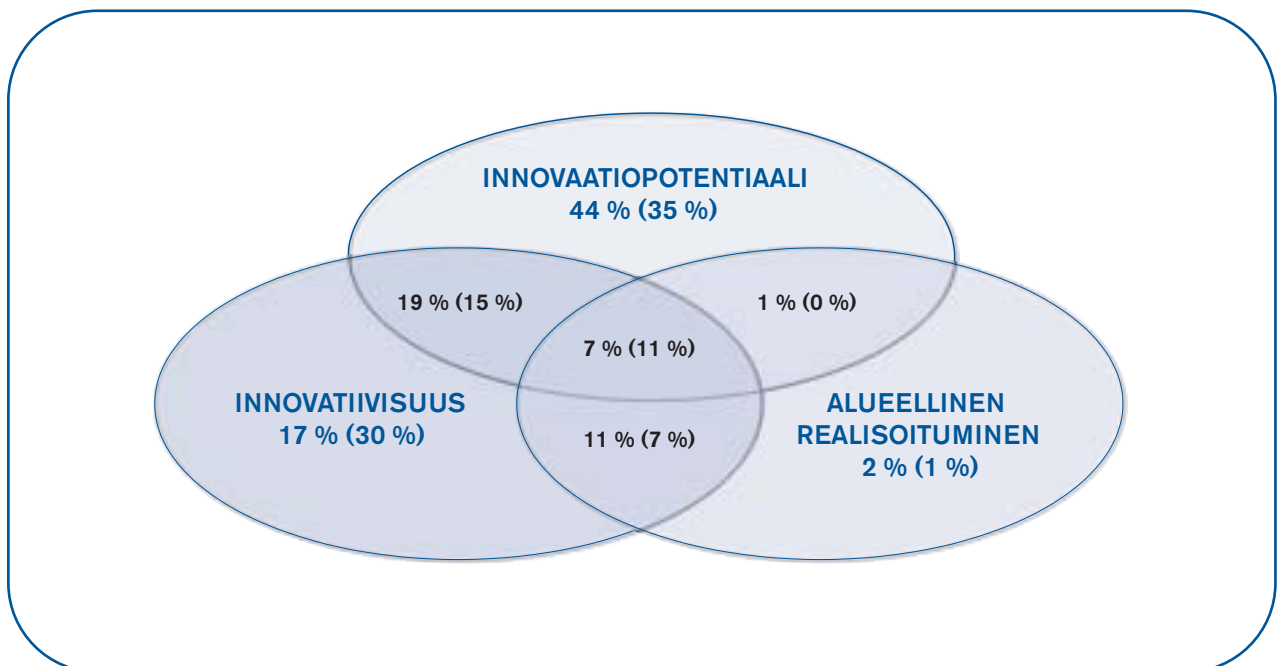 INNOVAATIOPOTENTIAALI
44 % (35 %)
19 % (15 %)
1 % (0 %)
7 % (11 %)
INNOVATIIVISUUS
17 % (30 %)
ALUEELLINEN
REALISOITUMINEN
2 % (1 %)
11 % (7 %)